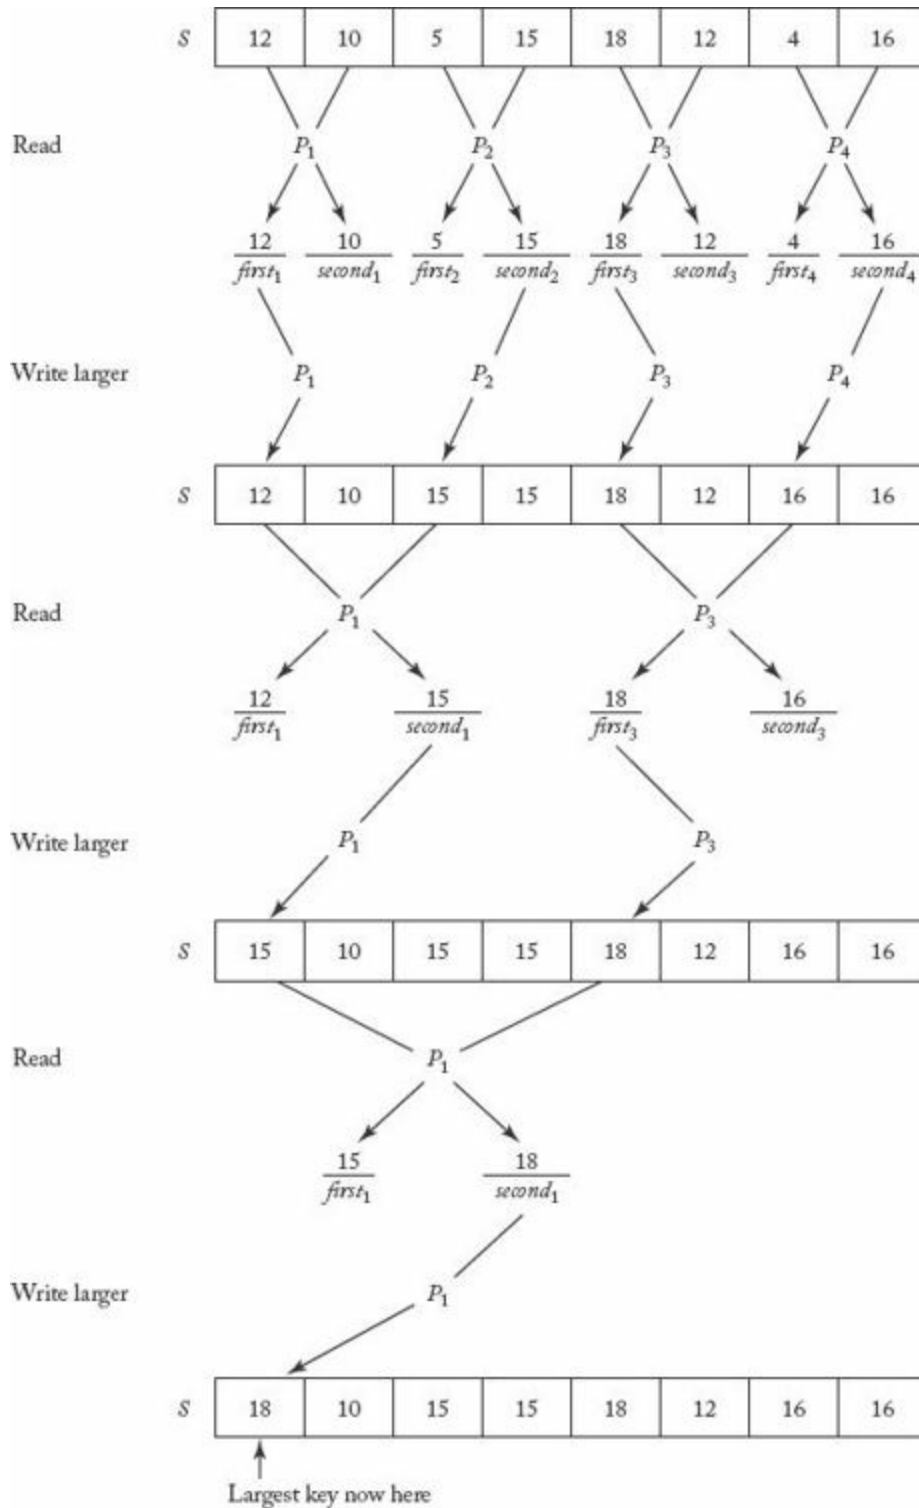 S 12 10 5 15 18 12 4 16
Read P1 P2 P3 P4
12 10 5 15 18 12 4 16
first1 second1 first2 second2 first3 second3 first4 second4
Write larger P1 P2 P3 P4
S 12 10 15 15 18 12 16 16
Read P1 P3
12 15 18 16
first1 second1 first3 second3
Write larger P1 P3
S 15 10 15 15 18 12 16 16
Read P1
15 18
first1 second1
Write larger P1
S 18 10 15 15 18 12 16 16
Largest key now here